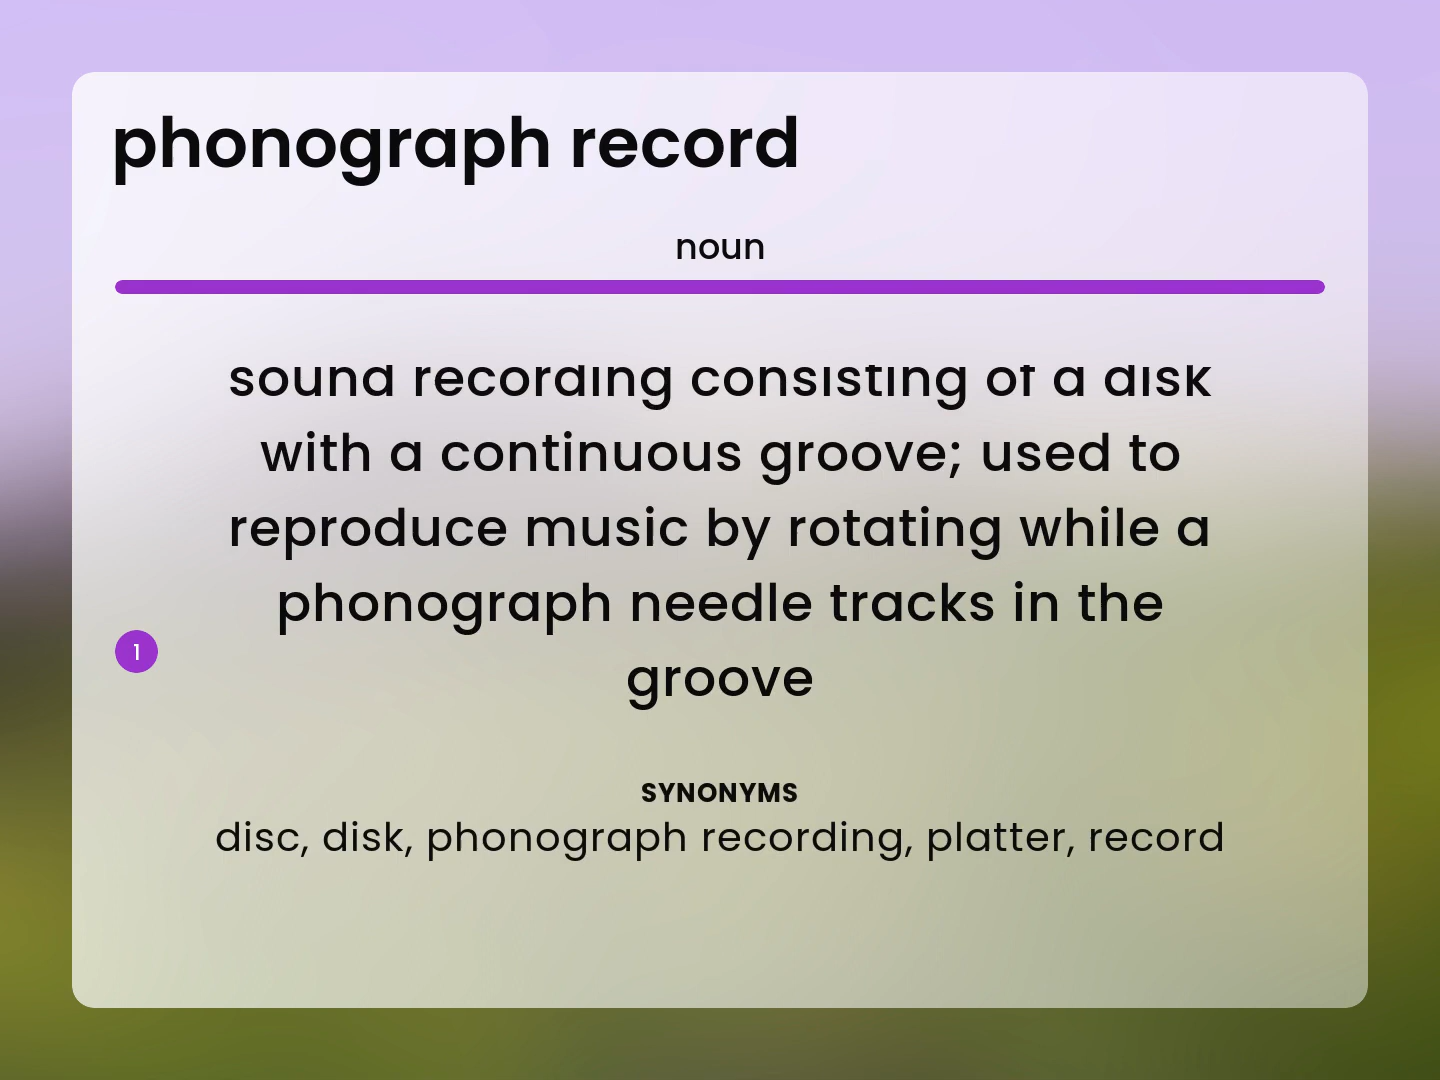 phonograph record
noun
sound recording consisting of a disk
with a continuous groove; used to
reproduce music by rotating while a
phonograph needle tracks in the
groove
1
SYNONYMS
disc, disk, phonograph recording, platter, record